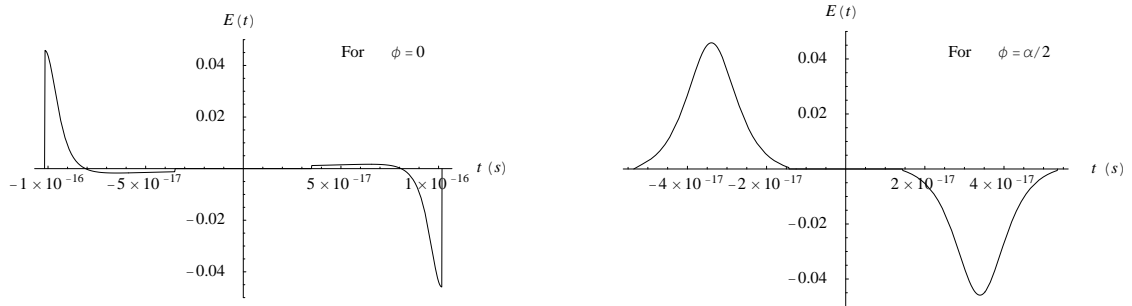 E (t)
For ϕ = 0
0.04
0.02
t (s)
−1 × 10 −16
−5 × 10 −17
5 × 10 −17
1 × 10 −16
−0.02
−0.04
E (t)
For ϕ = α/2
0.04
0.02
t (s)
−4 × 10 −17
−2 × 10 −17
2 × 10 −17
4 × 10 −17
−0.02
−0.04